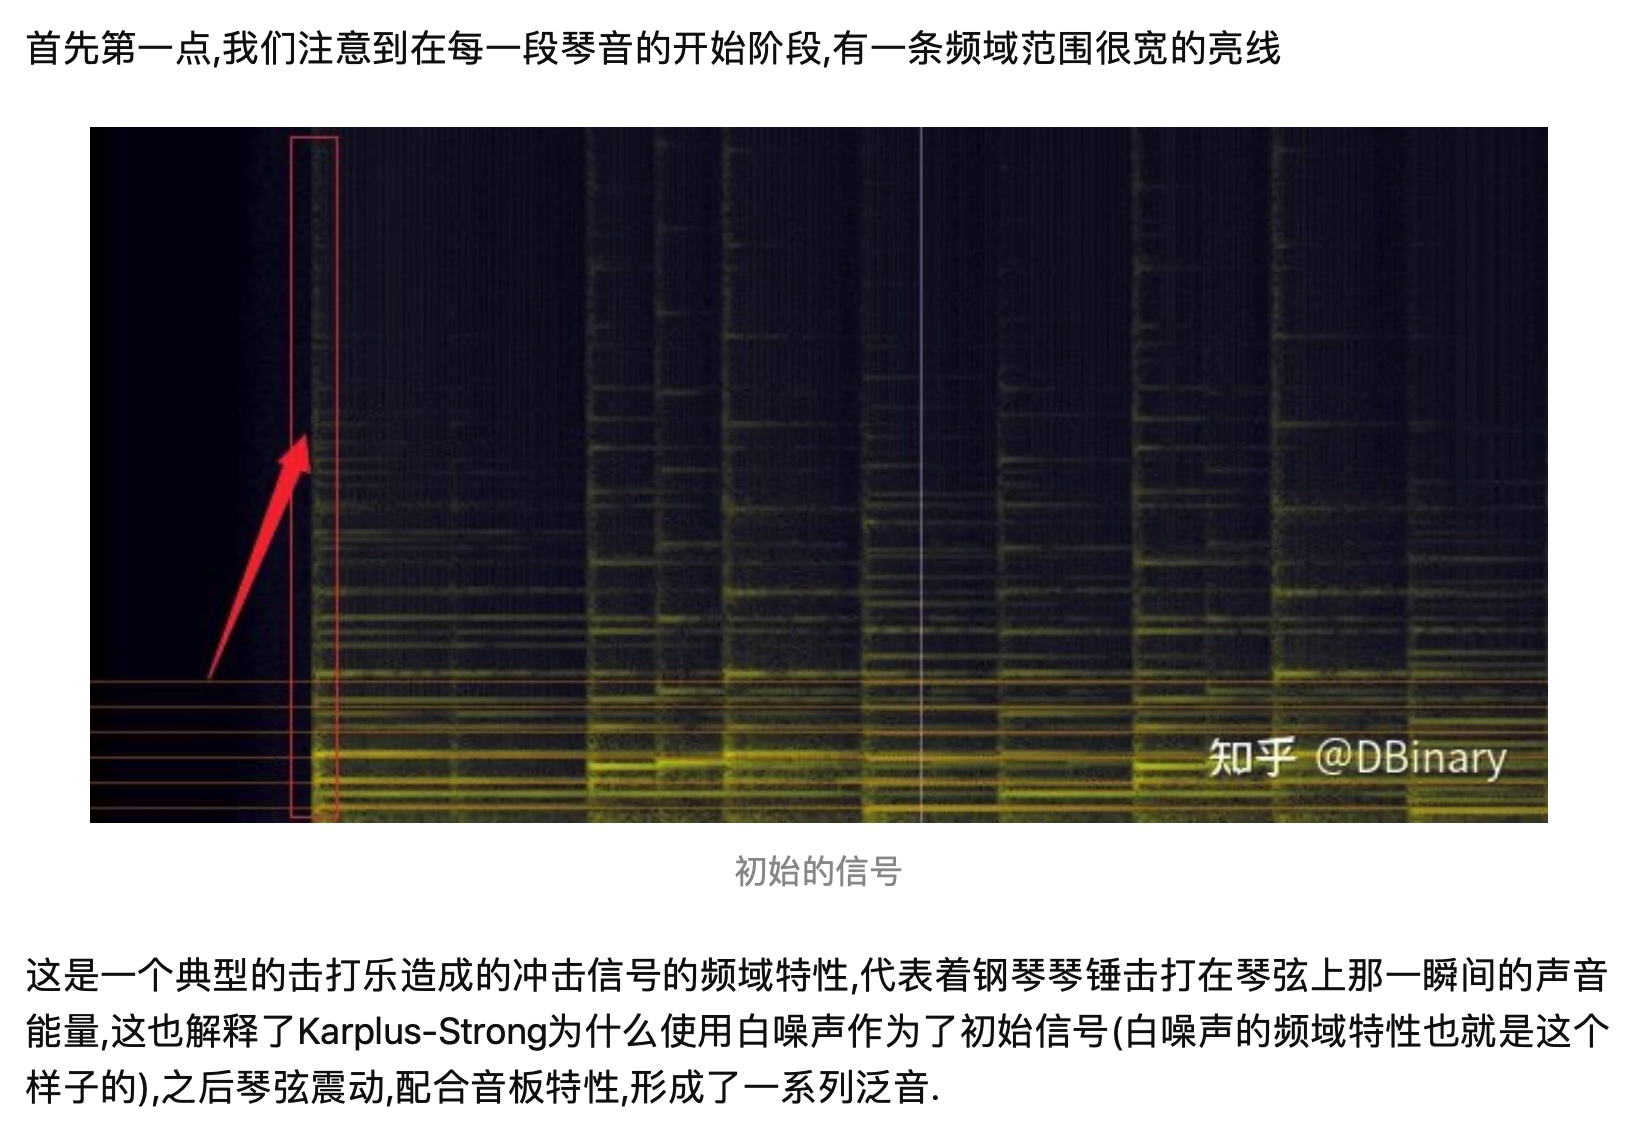 首先第一点,我们注意到在每一段琴音的开始阶段,有一条频域范围很宽的亮线
知乎 @DBinary
初始的信号
这是一个典型的击打乐造成的冲击信号的频域特性,代表着钢琴琴锤击打在琴弦上那一瞬间的声音
能量,这也解释了Karplus-Strong为什么使用白噪声作为了初始信号(白噪声的频域特性也就是这个
样子的),之后琴弦震动,配合音板特性,形成了一系列泛音.